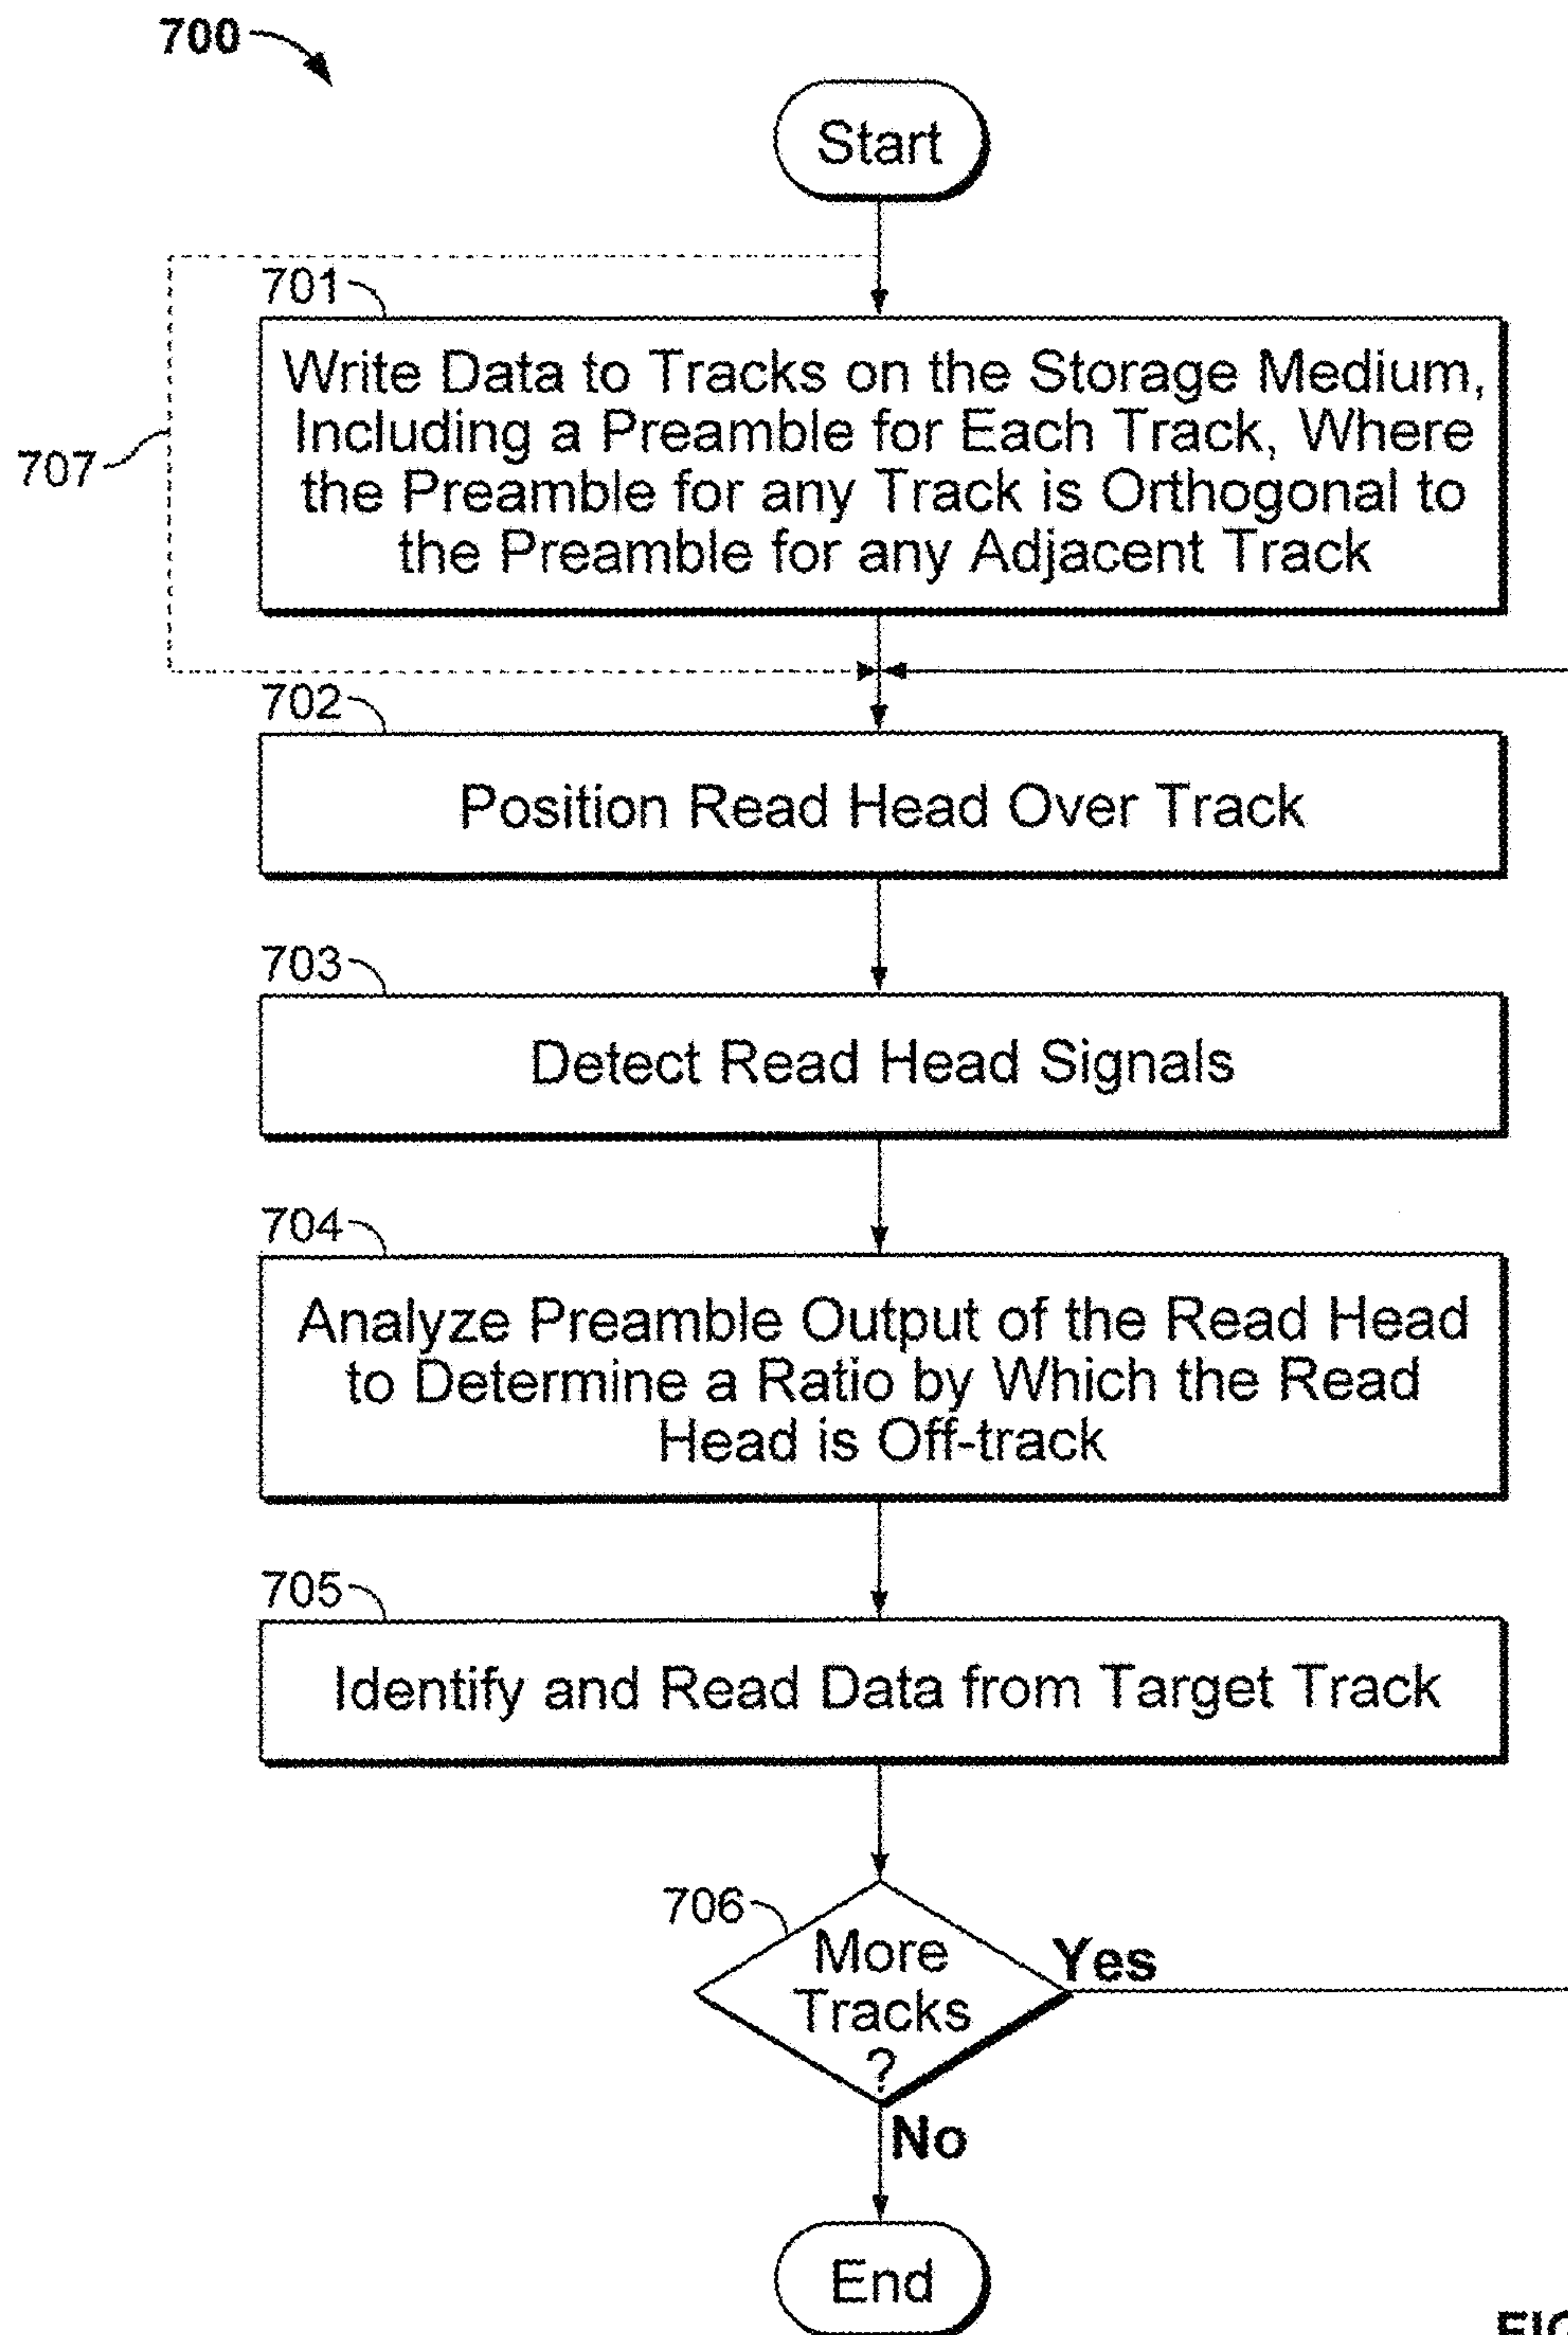 700
Start
701
Write Data to Tracks on the Storage Medium,
Including a Preamble for Each Track, Where
the Preamble for any Track is Orthogonal to
the Preamble for any Adjacent Track
707
702
Position Read Head Over Track
703
Detect Read Head Signals
704
Analyze Preamble Output of the Read Head
to Determine a Ratio by Which the Read
Head is Off-track
705
Identify and Read Data from Target Track
706
More
Tracks
?
Yes
No
End